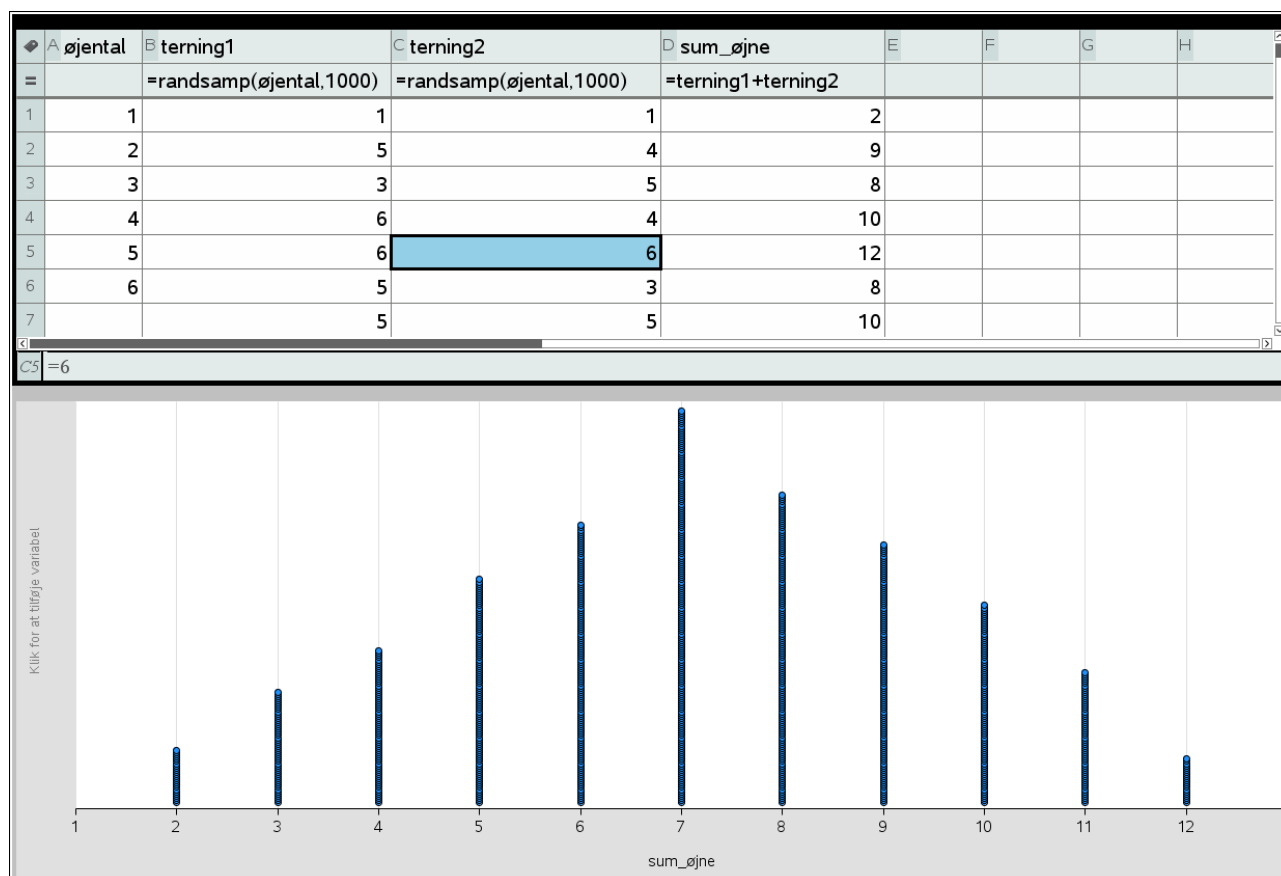 A øjental B terning1 C terning2 D sum_øjne E F G H
= =randsamp(øjental,1000) =randsamp(øjental,1000) =terning1+terning2
1 1 1 1 2
2 2 5 4 9
3 3 3 5 8
4 4 6 4 10
5 5 6 6 12
6 6 5 3 8
7 5 5 10
C5 =6
Klik for at tilføje variabel
1 2 3 4 5 6 7 8 9 10 11 12
sum_øjne